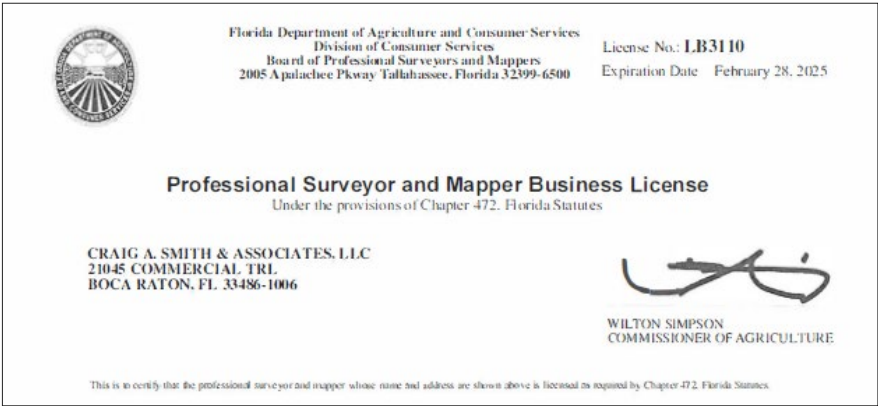 Florida Department of Agriculture and Consumer Services
Division of Consumer Services
Board of Professional Surveyors and Mappers
2005 Apalachee Pkway Tallahassee, Florida 32399-6500
License No.: LB3110
Expiration Date February 28, 2025
Professional Surveyor and Mapper Business License
Under the provisions of Chapter 472, Florida Statutes
CRAIG A. SMITH & ASSOCIATES, LLC
21045 COMMERCIAL TRL
BOCA RATON, FL 33486-1006
WILTON SIMPSON
COMMISSIONER OF AGRICULTURE
This is to certify that the professional surveyor and mapper whose name and address are shown above is licensed as required by Chapter 472, Florida Statutes.